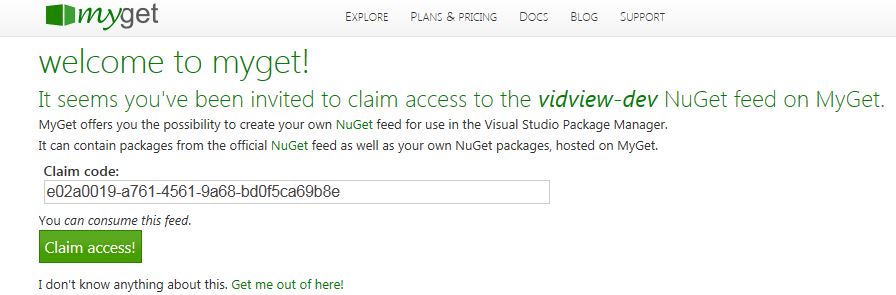 myget
EXPLORE PLANS & PRICING DOCS BLOG SUPPORT
welcome to myget!
It seems you've been invited to claim access to the vidview-dev NuGet feed on MyGet.
MyGet offers you the possibility to create your own NuGet feed for use in the Visual Studio Package Manager.
It can contain packages from the official NuGet feed as well as your own NuGet packages, hosted on MyGet.
Claim code:
e02a0019-a761-4561-9a68-bd0f5ca69b8e
You can consume this feed.
Claim access!
I don't know anything about this. Get me out of here!